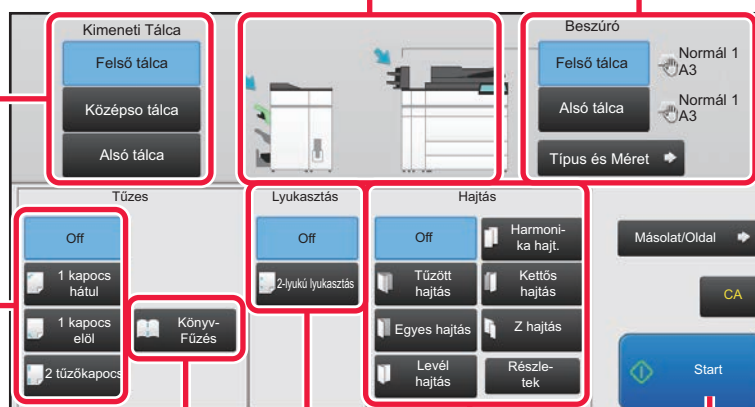 Kimeneti Tálca
Felső tálca
Középso tálca
Alsó tálca
Beszúró
Felső tálca
Normál 1
A3
Alsó tálca
Normál 1
A3
Típus és Méret
Tűzes
Off
1 kapocs
hátul
1 kapocs
elöl
2 tűzőkapocs
Könyv-
Fűzés
Lyukasztás
Off
2-lyukú lyukasztás
Hajtás
Off
Harmoni-
ka hajt.
Tűzött
hajtás
Kettős
hajtás
Egyes hajtás
Z hajtás
Levél
hajtás
Részle-
tek
Másolat/Oldal
CA
Start